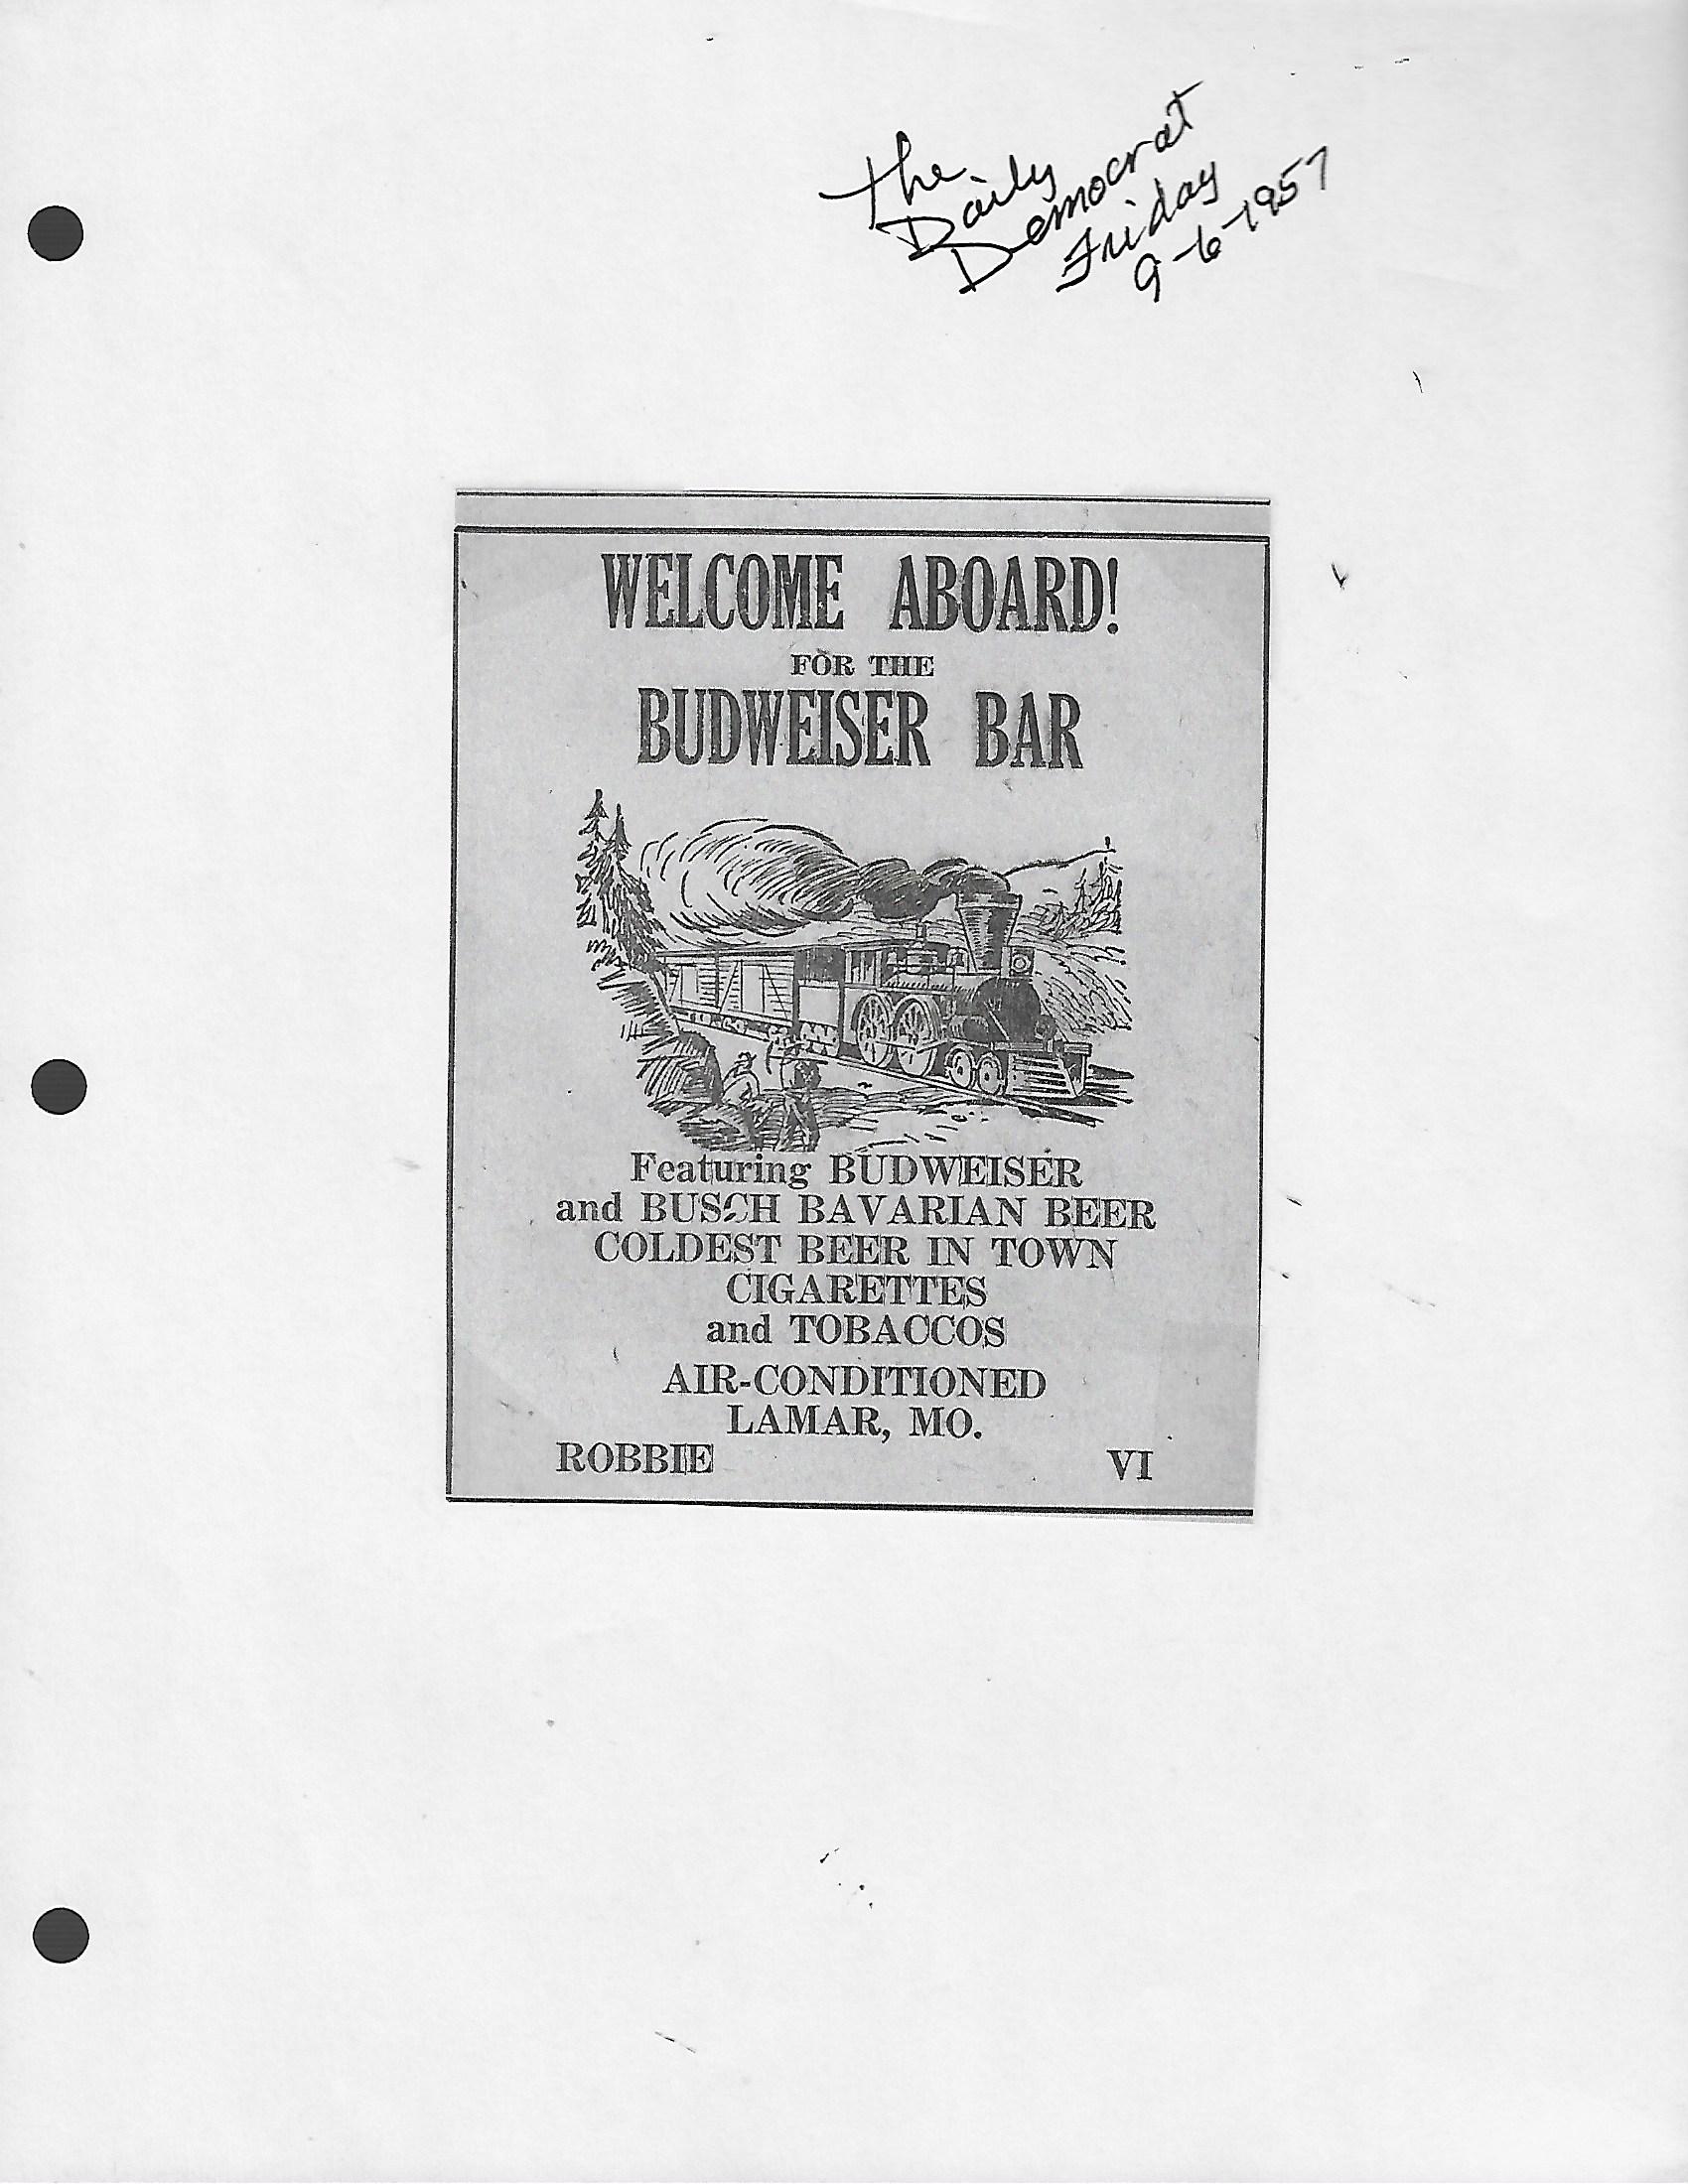 the
Daily
Democrat
Friday
9-6-1957
WELCOME ABOARD!
FOR THE
BUDWEISER BAR
Featuring BUDWEISER
and BUSCH BAVARIAN BEER
COLDEST BEER IN TOWN
CIGARETTES
and TOBACCOS
AIR-CONDITIONED
LAMAR, MO.
ROBBIE VI